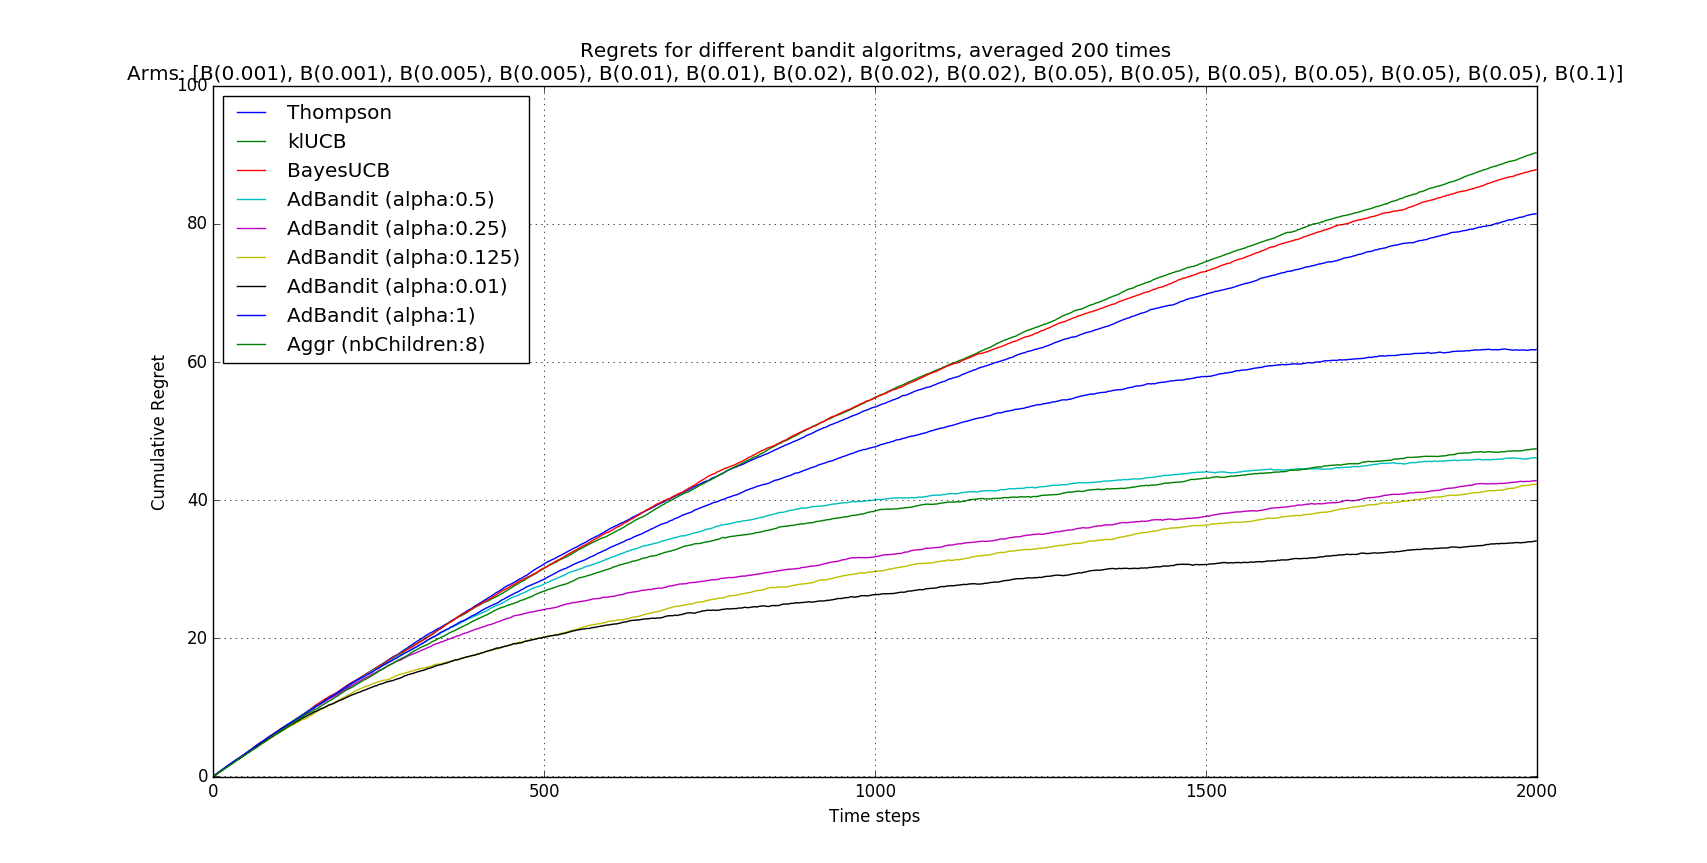 Regrets for different bandit algoritms, averaged 200 times
Arms: [B(0.001), B(0.001), B(0.005), B(0.005), B(0.01), B(0.01), B(0.02), B(0.02), B(0.02), B(0.05), B(0.05), B(0.05), B(0.05), B(0.05), B(0.05), B(0.1)]
100
80
60
40
20
0
Cumulative Regret
Thompson
klUCB
BayesUCB
AdBandit (alpha:0.5)
AdBandit (alpha:0.25)
AdBandit (alpha:0.125)
AdBandit (alpha:0.01)
AdBandit (alpha:1)
Aggr (nbChildren:8)
0 500 1000 1500 2000
Time steps